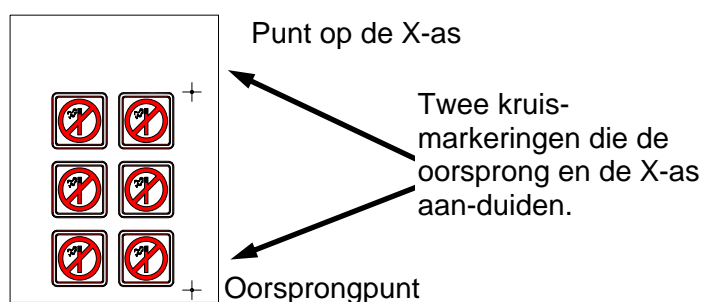 Punt op de X-as
Twee kruis-
markeringen die de
oorsprong en de X-as
aan-duiden.
Oorsprongpunt